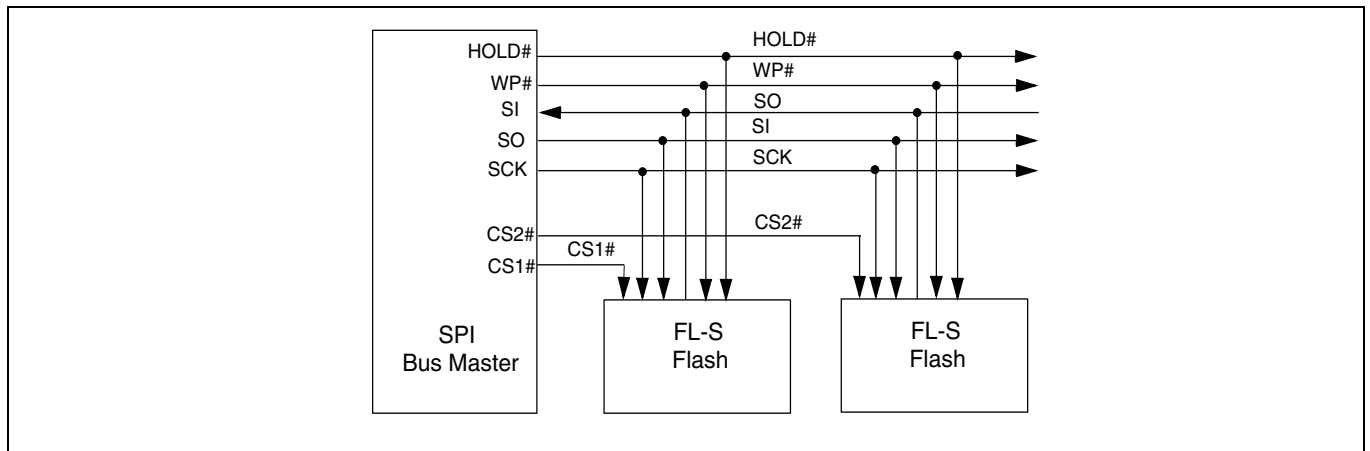 HOLD# HOLD#
WP# WP#
SI SO
SO SI
SCK SCK
CS2# CS2#
CS1# CS1#
SPI
Bus Master
FL-S
Flash
FL-S
Flash